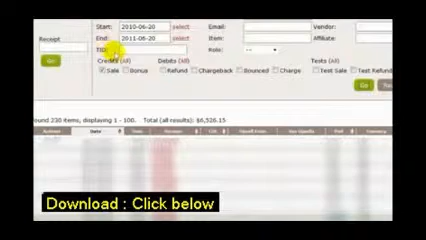 Start: 2010-06-20 select Email: Vendor:
Receipt End: 2011-06-20 select Item: Affiliate:
TID: Role: --
Go Credits (All) Debits (All) Tests (All)
Sale Bonus Refund Chargeback Bounced Charge Test Sale Test Refund
Go
ound 230 items, displaying 1 - 100. Total (all results): $6,526.15
Date
Download : Click below